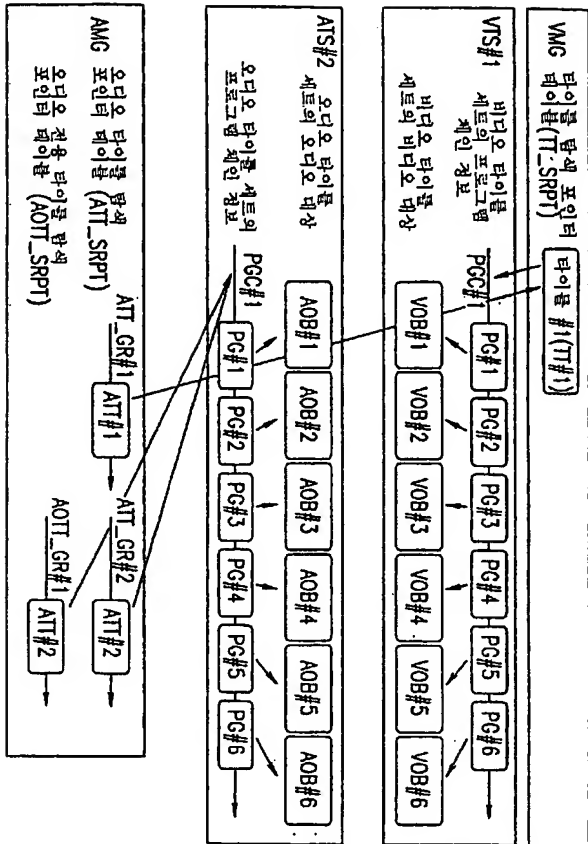 VMG
타이틀 탐색 포인터
테이블(TT_SRPT)
타이틀 #1(TT#1)
VTS#1
비디오 타이틀
세트의 프로그램
체인 정보
PGC#1
PG#1
PG#2
PG#3
PG#4
PG#5
PG#6
비디오 타이틀
세트의 비디오 대상
VOB#1
VOB#2
VOB#3
VOB#4
VOB#5
VOB#6
ATS#2
오디오 타이틀
세트의 오디오 대상
AOB#1
AOB#2
AOB#3
AOB#4
AOB#5
AOB#6
오디오 타이틀 세트의
프로그램 체인 정보
PGC#1
PG#1
PG#2
PG#3
PG#4
PG#5
PG#6
AMG
오디오 타이틀 탐색
포인터 테이블 (ATT_SRPT)
ATT_GR#1
ATT#1
ATT_GR#2
ATT#2
오디오 전용 타이틀 탐색
포인터 테이블 (AOTT_SRPT)
AOTT_GR#1
ATT#2